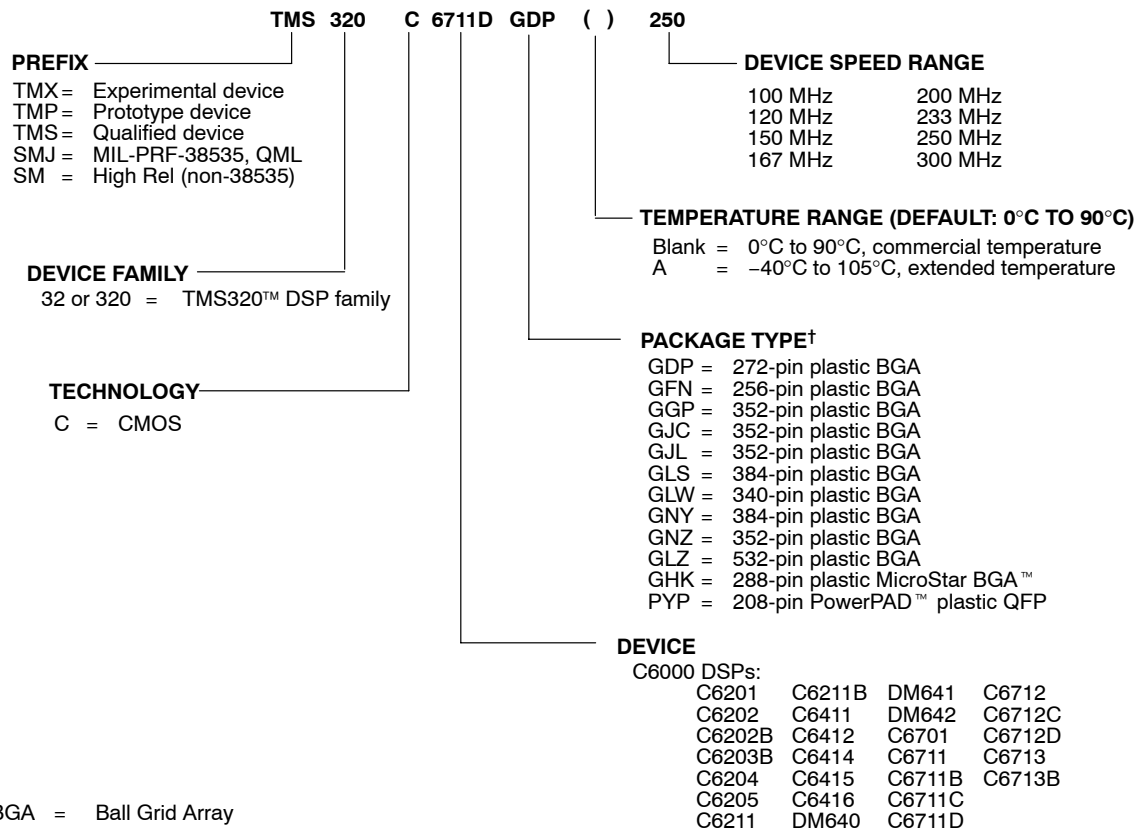 TMS 320 C 6711D GDP ( ) 250
PREFIX
TMX = Experimental device
TMP = Prototype device
TMS = Qualified device
SMJ = MIL-PRF-38535, QML
SM = High Rel (non-38535)
DEVICE SPEED RANGE
100 MHz 200 MHz
120 MHz 233 MHz
150 MHz 250 MHz
167 MHz 300 MHz
TEMPERATURE RANGE (DEFAULT: 0°C TO 90°C)
Blank = 0°C to 90°C, commercial temperature
A = −40°C to 105°C, extended temperature
DEVICE FAMILY
32 or 320 = TMS320™ DSP family
PACKAGE TYPE†
GDP = 272-pin plastic BGA
GFN = 256-pin plastic BGA
GGP = 352-pin plastic BGA
GJC = 352-pin plastic BGA
GJL = 352-pin plastic BGA
GLS = 384-pin plastic BGA
GLW = 340-pin plastic BGA
GNY = 384-pin plastic BGA
GNZ = 352-pin plastic BGA
GLZ = 532-pin plastic BGA
GHK = 288-pin plastic MicroStar BGA™
PYP = 208-pin PowerPAD™ plastic QFP
TECHNOLOGY
C = CMOS
DEVICE
C6000 DSPs:
C6201 C6211B DM641 C6712
C6202 C6411 DM642 C6712C
C6202B C6412 C6701 C6712D
C6203B C6414 C6711 C6713
C6204 C6415 C6711B C6713B
C6205 C6416 C6711C
C6211 DM640 C6711D
BGA = Ball Grid Array